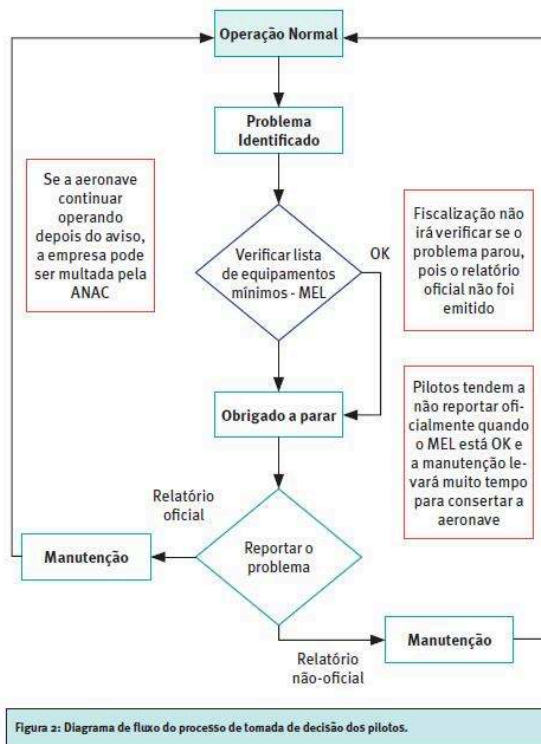 Operação Normal
Problema
Identificado
Se a aeronave
continuar
operando
depois do aviso,
a empresa pode
ser multada pela
ANAC
Verificar lista
de equipamentos
mínimos - MEL
OK
Fiscalização não
irá verificar se o
problema parou,
pois o relatório
oficial não foi
emitido
Obrigado a parar
Pilotos tendem a
não reportar ofi-
cialmente quando
o MEL está OK e
a manutenção le-
vará muito tempo
para consertar a
aeronave
Relatório
oficial
Manutenção
Reportar o
problema
Manutenção
Relatório
não-oficial
Figura 2: Diagrama de fluxo do processo de tomada de decisão dos pilotos.